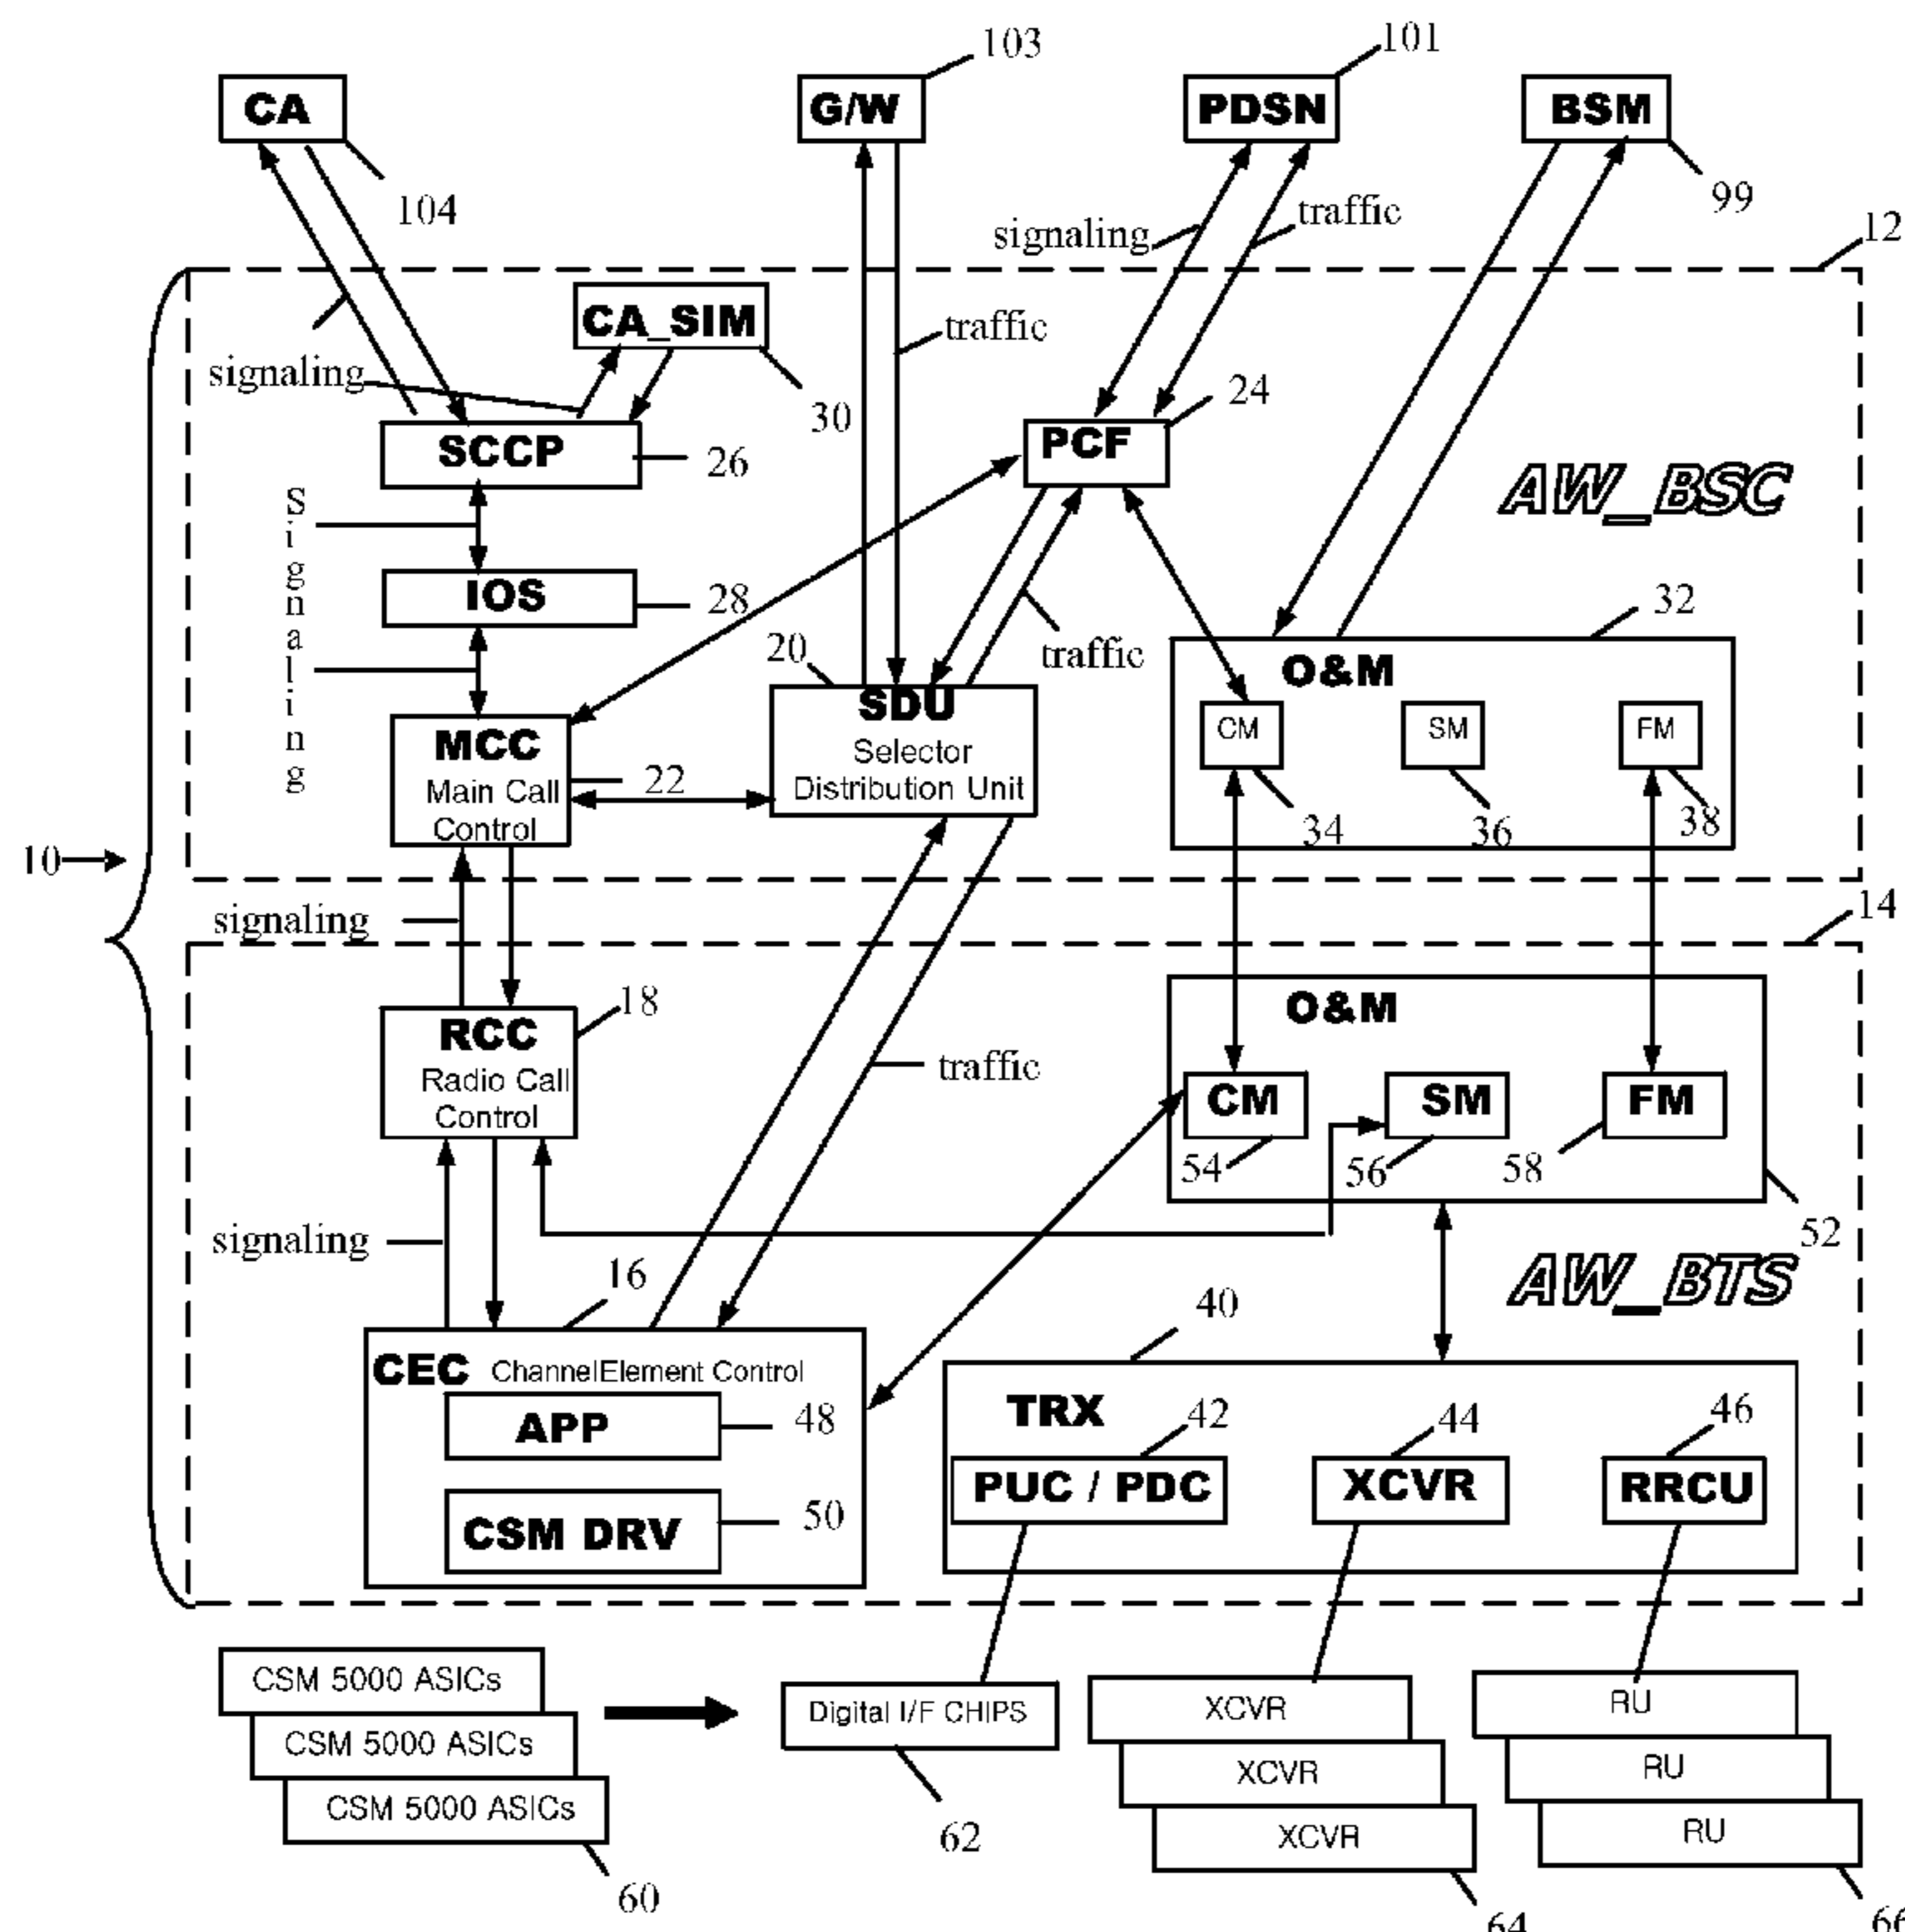 103
101
CA
G/W
PDSN
BSM
104
99
signaling
traffic
12
CA_SIM
traffic
signaling
30
24
SCCP
26
PCF
AW_BSC
Signaling
IOS
28
32
20
traffic
O&M
SDU
Selector
Distribution Unit
CM
SM
FM
MCC
Main Call
Control
22
34
36
38
10
14
signaling
18
O&M
RCC
Radio Call
Control
traffic
CM
SM
FM
54
56
58
signaling
52
16
AW_BTS
40
CEC ChannelElement Control
APP
48
TRX
42
44
46
PUC / PDC
XCVR
RRCU
CSM DRV
50
CSM 5000 ASICs
CSM 5000 ASICs
CSM 5000 ASICs
Digital I/F CHIPS
XCVR
XCVR
XCVR
RU
RU
RU
62
60
64
66